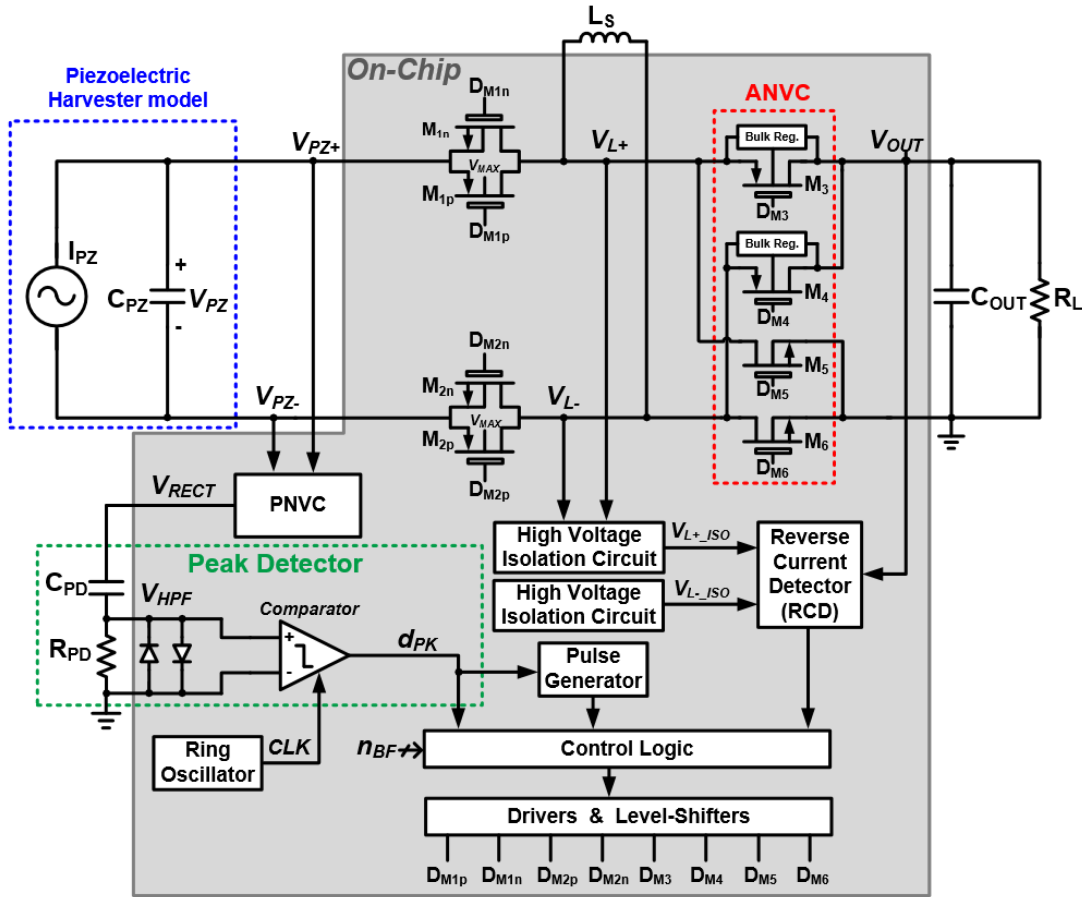 L_S
On-Chip
Piezoelectric
Harvester model
ANVC
D_M1n
M_1n
V_MAX
M_1p
D_M1p
V_PZ+
V_L+
Bulk Reg.
V_OUT
M_3
D_M3
Bulk Reg.
M_4
D_M4
I_PZ
C_PZ
+
V_PZ
-
C_OUT
R_L
D_M2n
M_2n
V_MAX
M_2p
D_M2p
V_PZ-
V_L-
M_5
D_M5
M_6
D_M6
V_RECT
PNVC
High Voltage
Isolation Circuit
V_L+_ISO
High Voltage
Isolation Circuit
V_L-_ISO
Reverse
Current
Detector
(RCD)
Peak Detector
C_PD
V_HPF
Comparator
R_PD
+
-
d_PK
Pulse
Generator
Ring
Oscillator
CLK
n_BF
Control Logic
Drivers & Level-Shifters
D_M1p D_M1n D_M2p D_M2n D_M3 D_M4 D_M5 D_M6